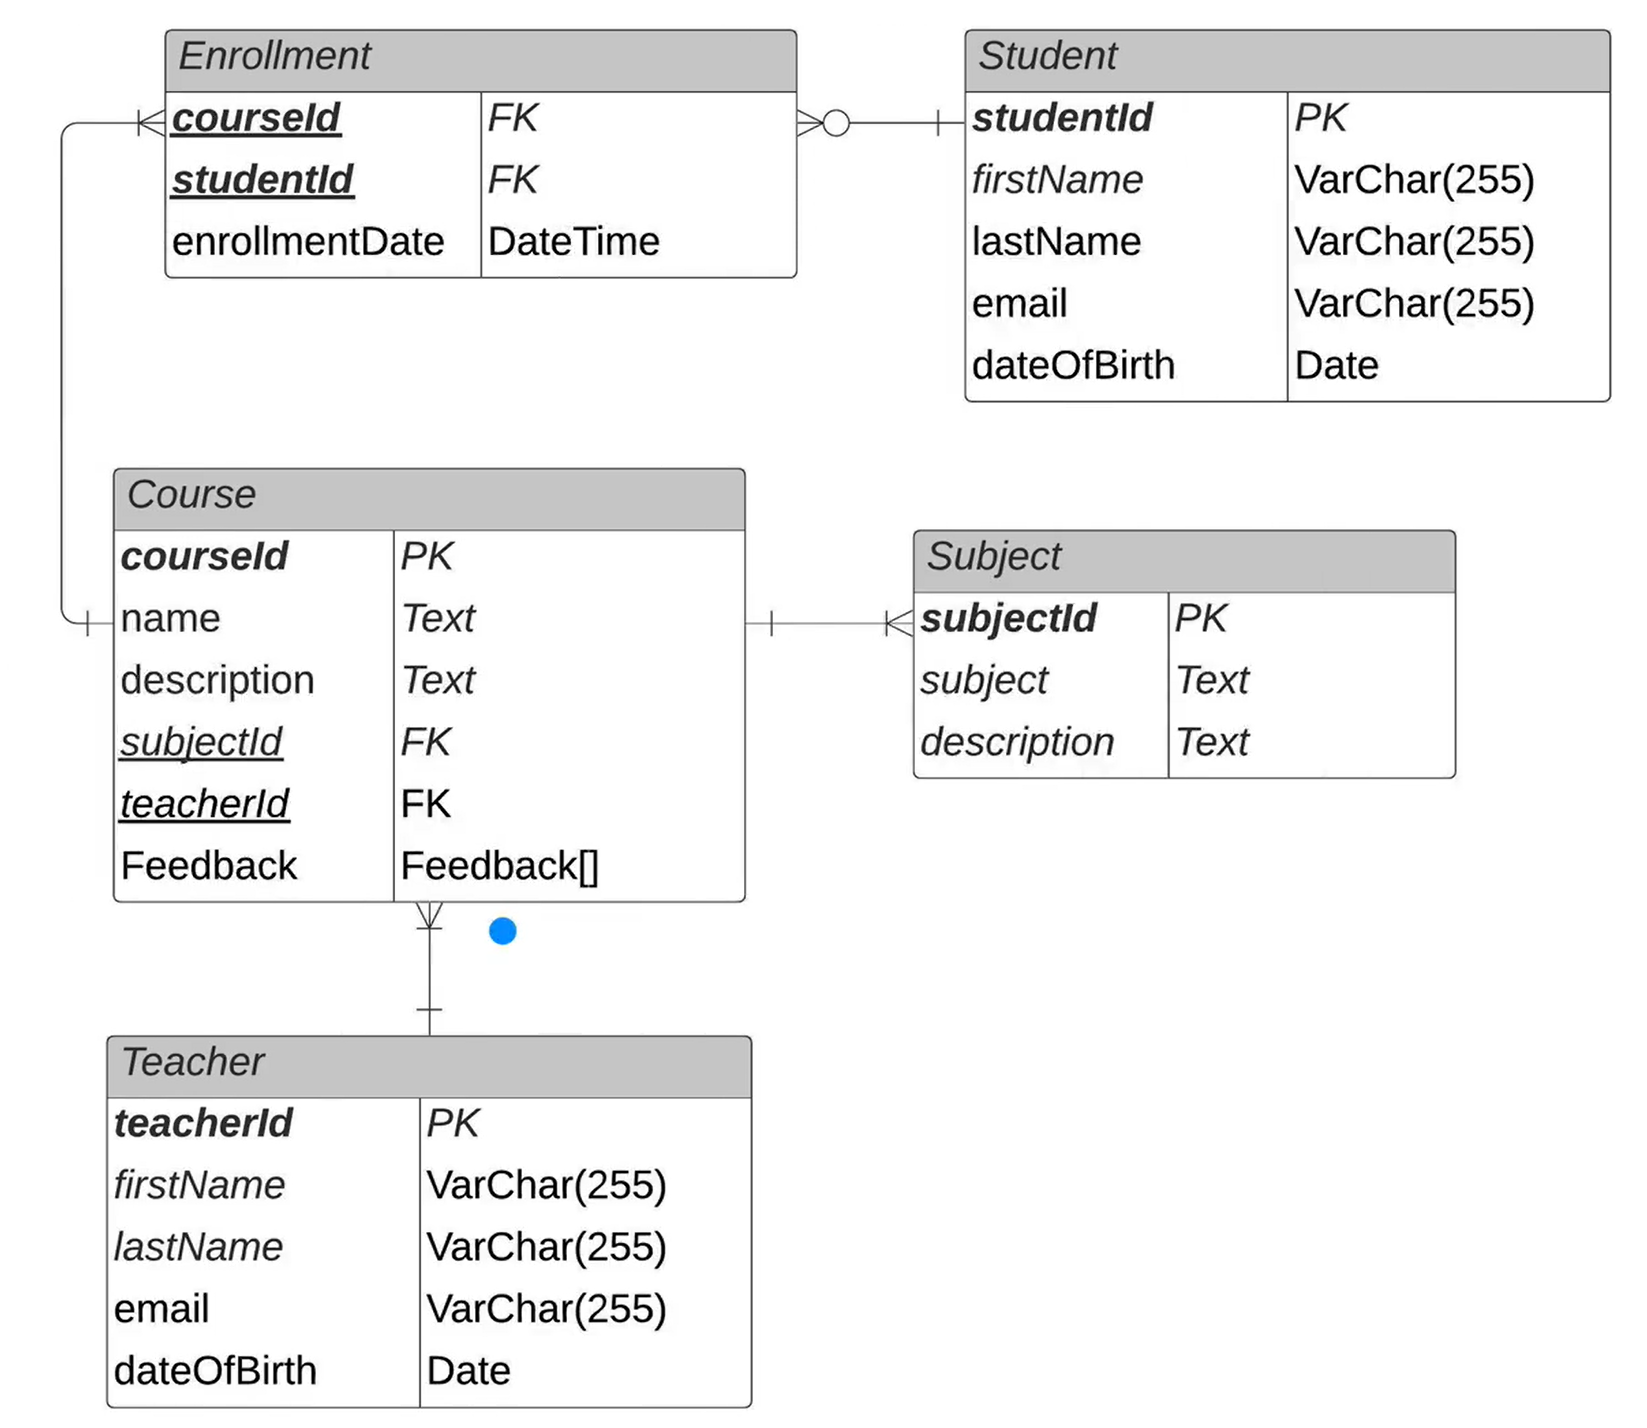 Enrollment
courseId FK
studentId FK
enrollmentDate DateTime
Student
studentId PK
firstName VarChar(255)
lastName VarChar(255)
email VarChar(255)
dateOfBirth Date
Course
courseId PK
name Text
description Text
subjectId FK
teacherId FK
Feedback Feedback[]
Subject
subjectId PK
subject Text
description Text
Teacher
teacherId PK
firstName VarChar(255)
lastName VarChar(255)
email VarChar(255)
dateOfBirth Date